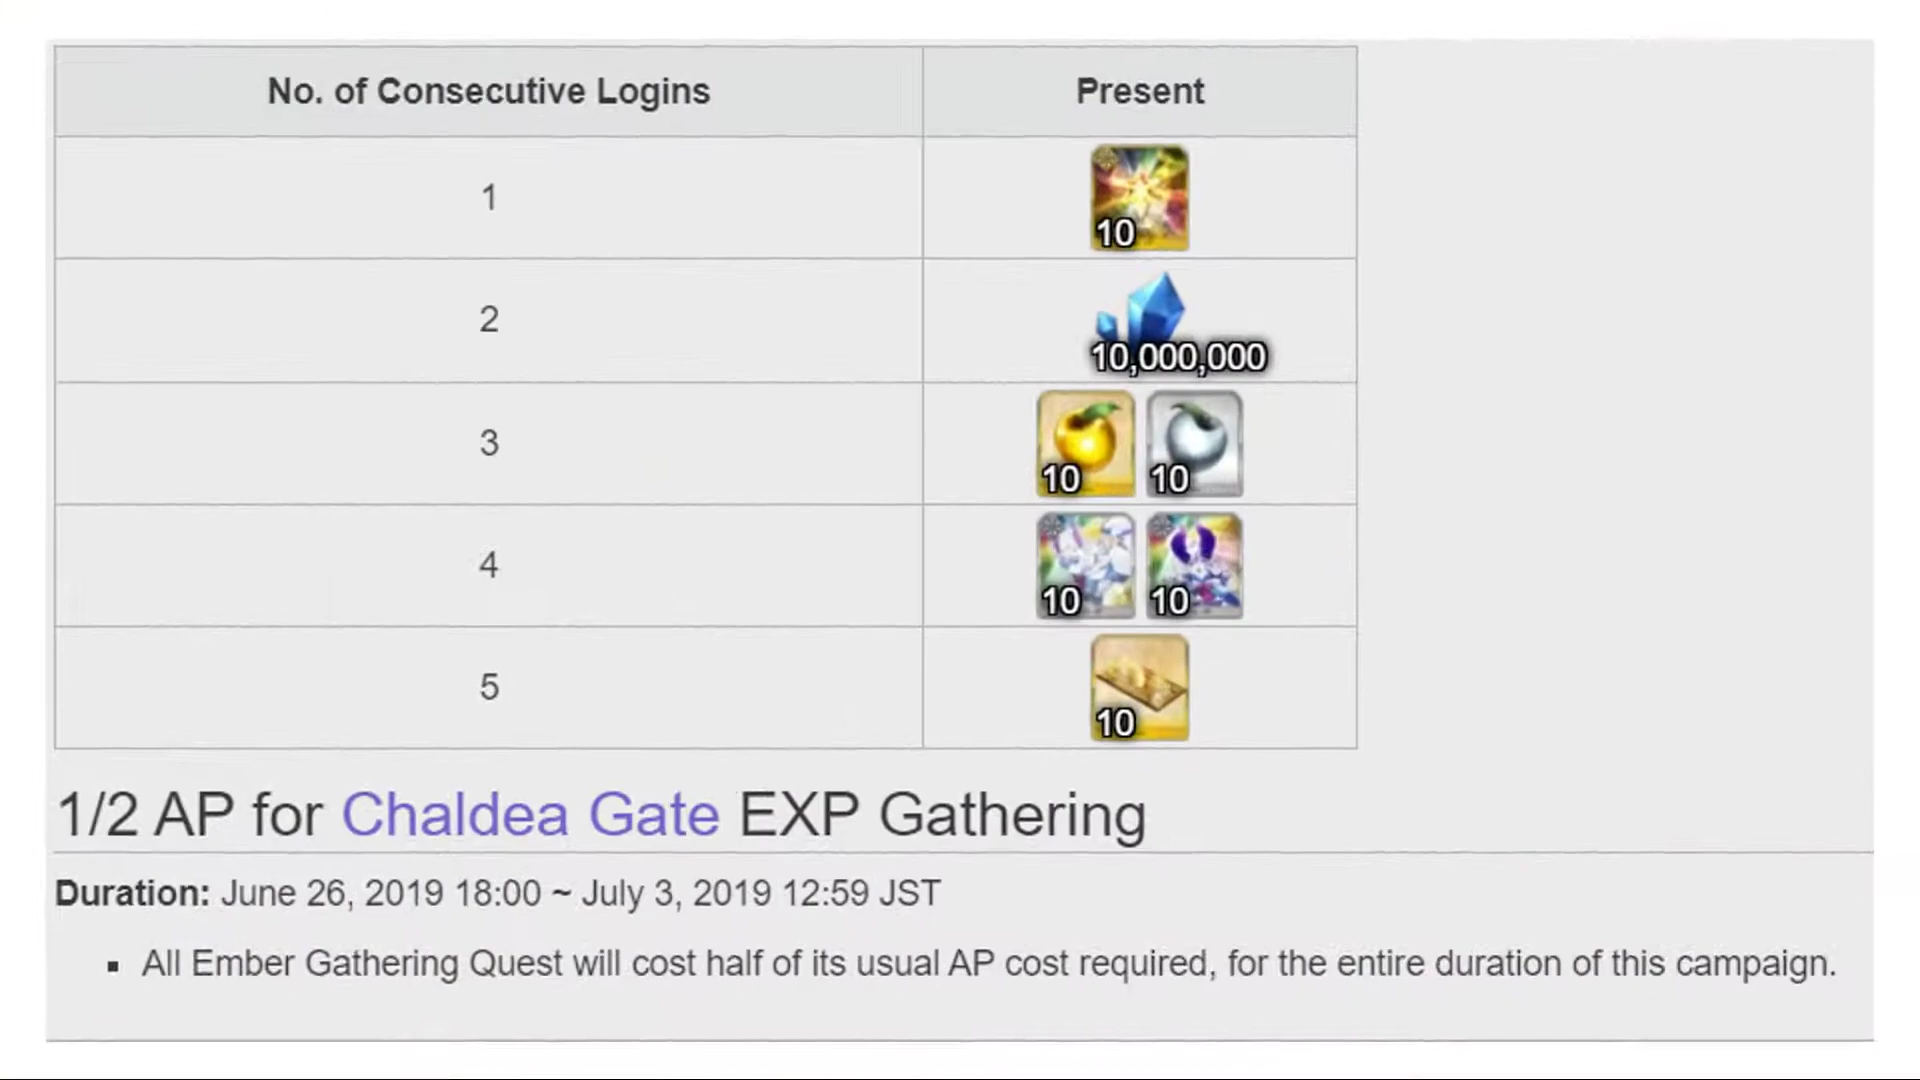 No. of Consecutive Logins Present
1 10
2 10,000,000
3 10 10
4 10 10
5 10
1/2 AP for Chaldea Gate EXP Gathering
Duration: June 26, 2019 18:00 ~ July 3, 2019 12:59 JST
▪ All Ember Gathering Quest will cost half of its usual AP cost required, for the entire duration of this campaign.